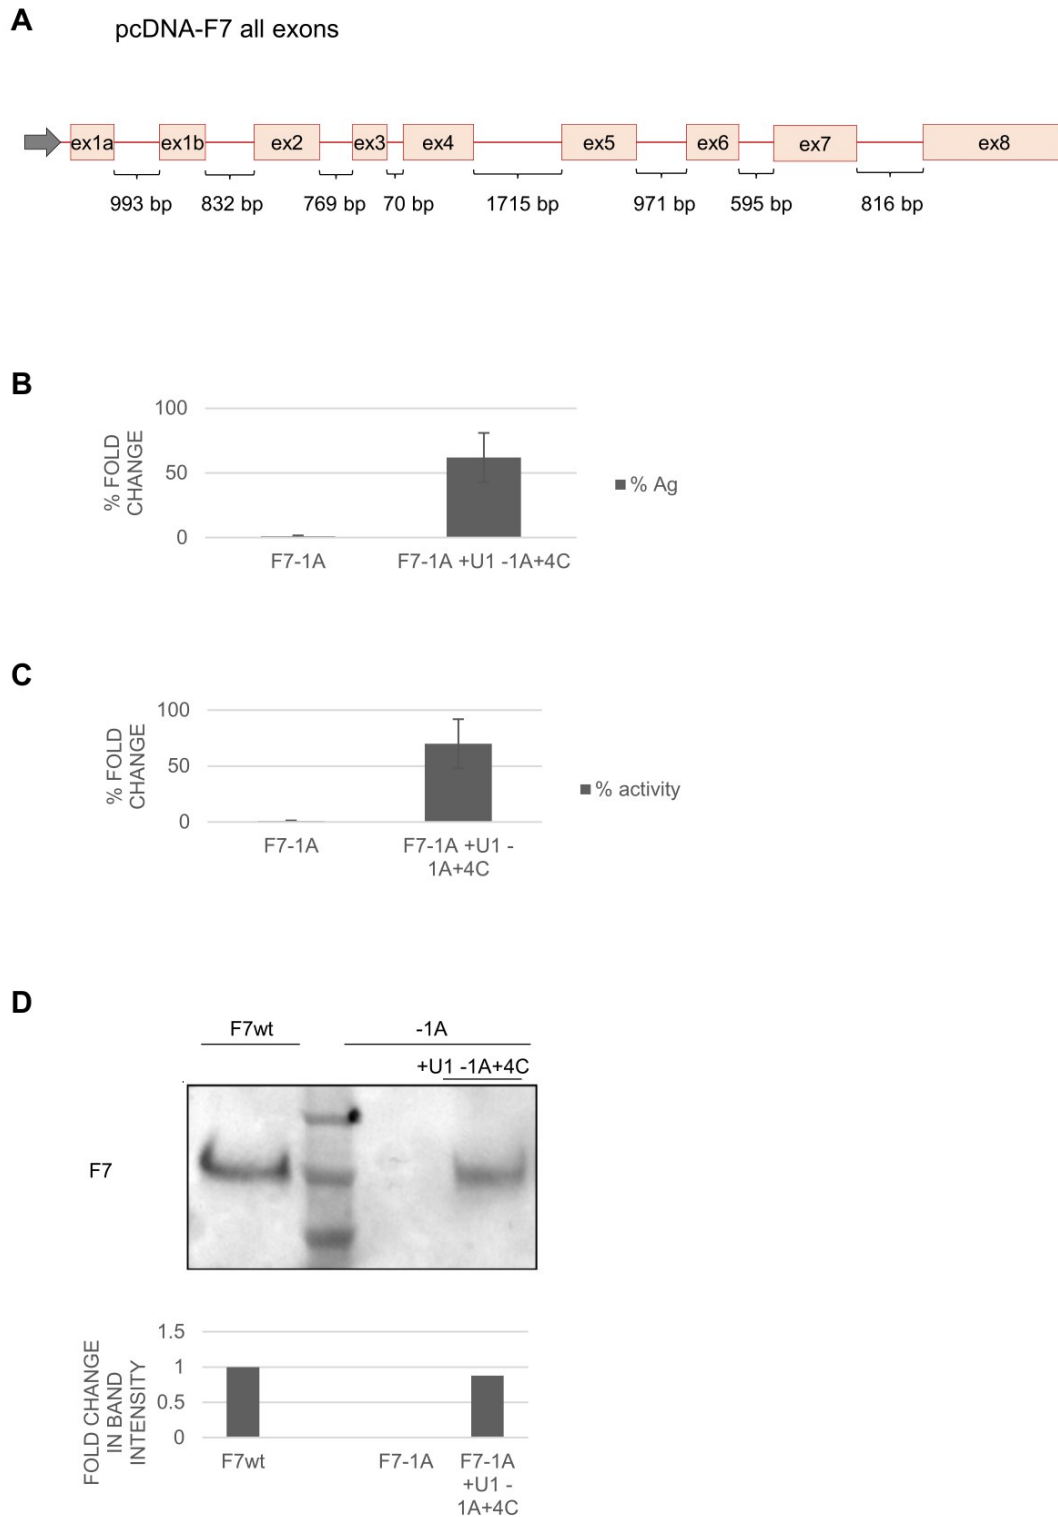 A
pcDNA-F7 all exons
ex1a ex1b ex2 ex3 ex4 ex5 ex6 ex7 ex8
993 bp 832 bp 769 bp 70 bp 1715 bp 971 bp 595 bp 816 bp
B
% FOLD
CHANGE
100
50
0
F7-1A F7-1A +U1 -1A+4C
% Ag
C
% FOLD
CHANGE
100
50
0
F7-1A F7-1A +U1 -
1A+4C
% activity
D
F7wt -1A
+U1 -1A+4C
F7
FOLD CHANGE
IN BAND
INTENSITY
1.5
1
0.5
0
F7wt F7-1A F7-1A
+U1 -
1A+4C